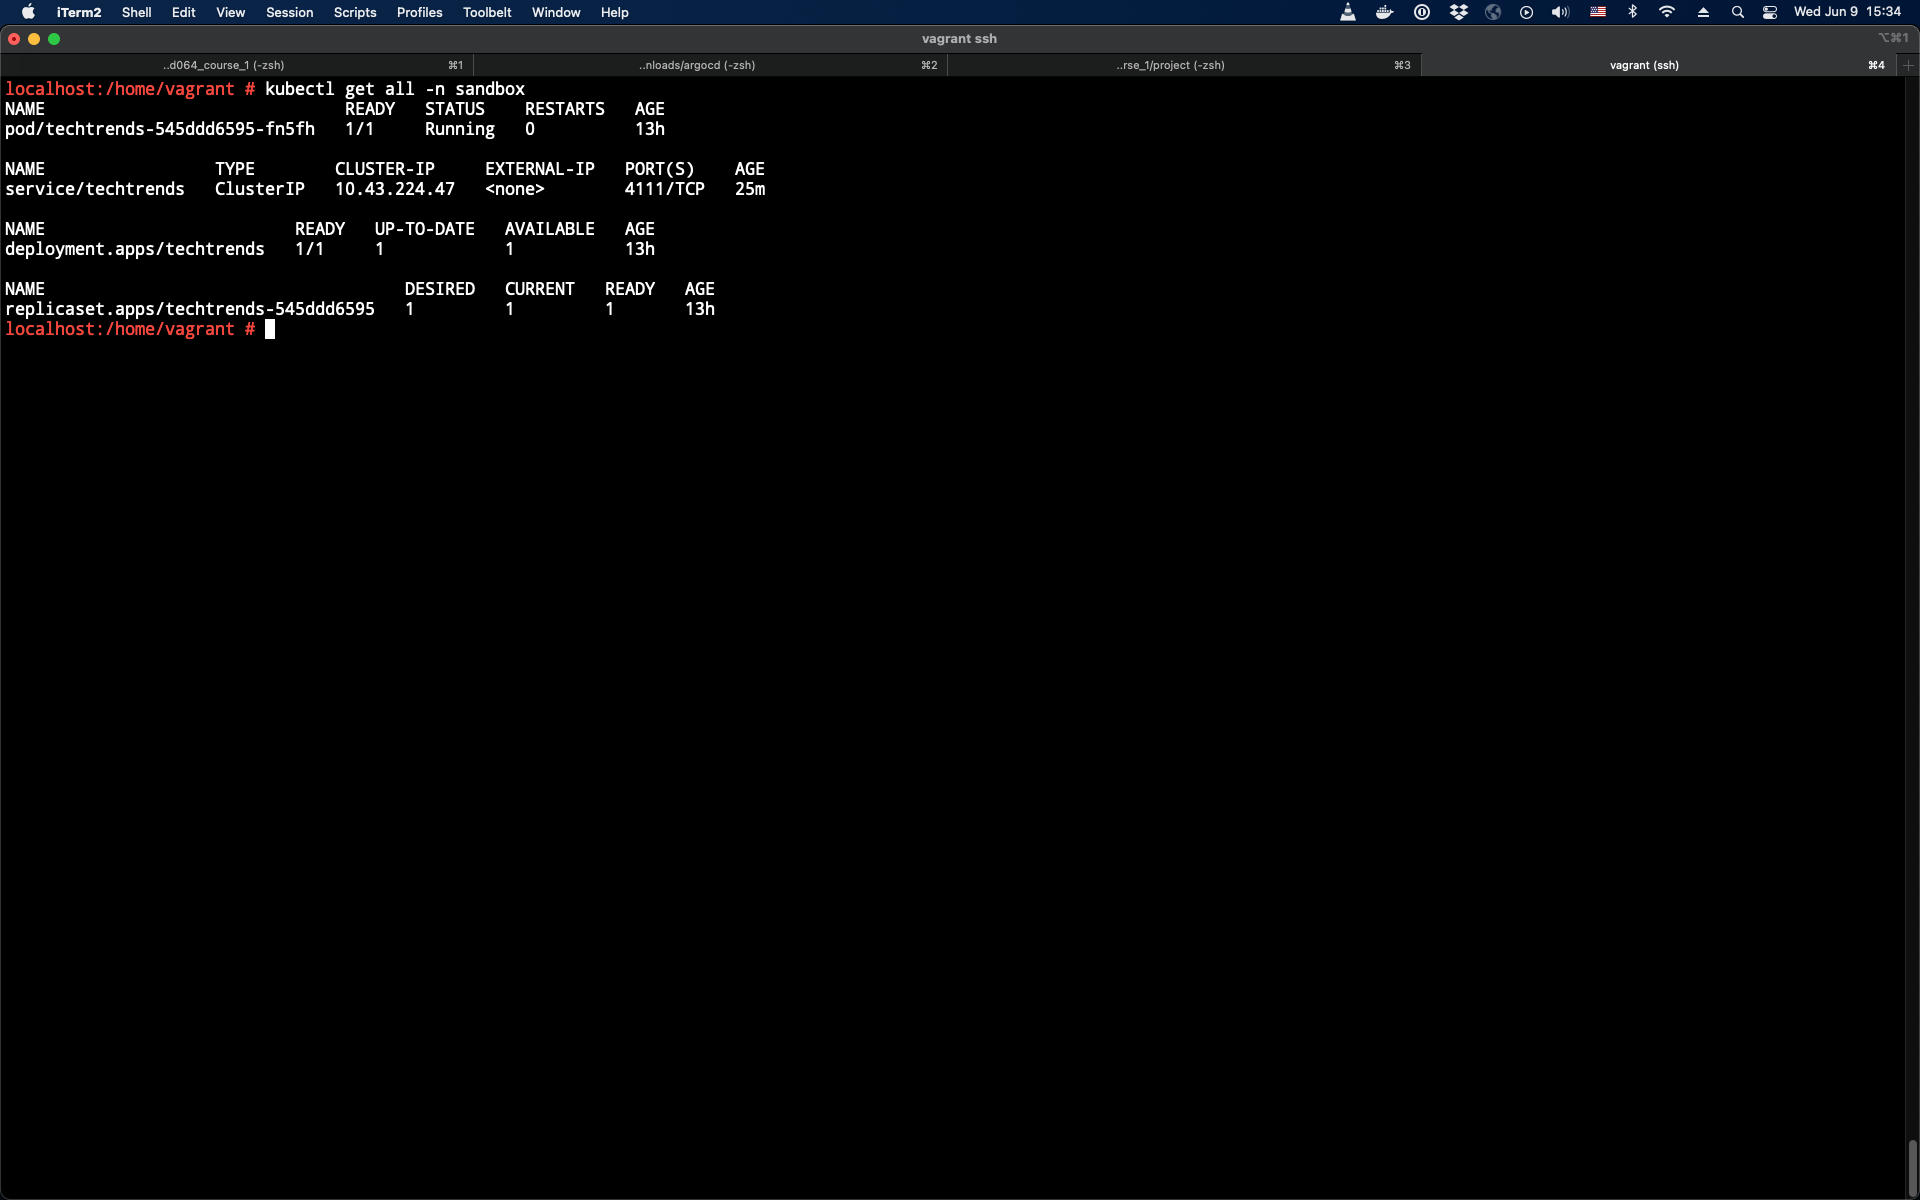 iTerm2 Shell Edit View Session Scripts Profiles Toolbelt Window Help Wed Jun 9 15:34
vagrant ssh ⌥⌘1
..d064_course_1 (-zsh) ⌘1 ..nloads/argocd (-zsh) ⌘2 ..rse_1/project (-zsh) ⌘3 vagrant (ssh) ⌘4
localhost:/home/vagrant # kubectl get all -n sandbox
NAME READY STATUS RESTARTS AGE
pod/techtrends-545ddd6595-fn5fh 1/1 Running 0 13h
NAME TYPE CLUSTER-IP EXTERNAL-IP PORT(S) AGE
service/techtrends ClusterIP 10.43.224.47 <none> 4111/TCP 25m
NAME READY UP-TO-DATE AVAILABLE AGE
deployment.apps/techtrends 1/1 1 1 13h
NAME DESIRED CURRENT READY AGE
replicaset.apps/techtrends-545ddd6595 1 1 1 13h
localhost:/home/vagrant #